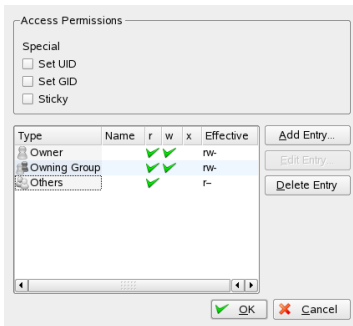 Access Permissions
Special
Set UID
Set GID
Sticky
Type Name r w x Effective
Owner rw-
Owning Group rw-
Others r–
Add Entry...
Edit Entry...
Delete Entry
OK Cancel